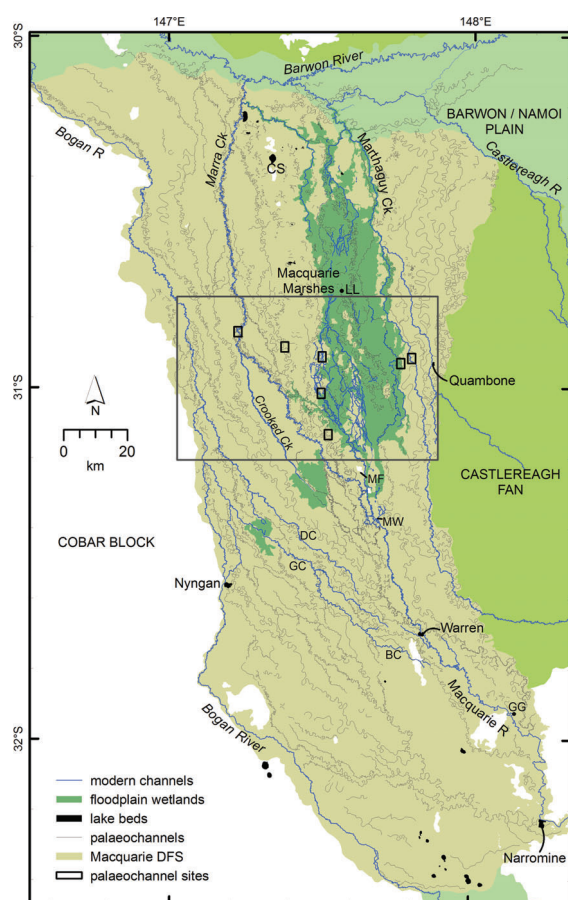 147°E
148°E
30°S
Barwon River
BARWON / NAMOI
PLAIN
Bogan R
Marra Ck
CS
Marthaguy Ck
Castlereagh R
Macquarie
Marshes
LL
31°S
Quambone
N
0 20
km
Crooked Ck
MF
CASTLEREAGH
FAN
MW
COBAR BLOCK
DC
GC
Nyngan
Warren
BC
Macquarie R
GG
Bogan River
32°S
modern channels
floodplain wetlands
lake beds
palaeochannels
Macquarie DFS
palaeochannel sites
Narromine